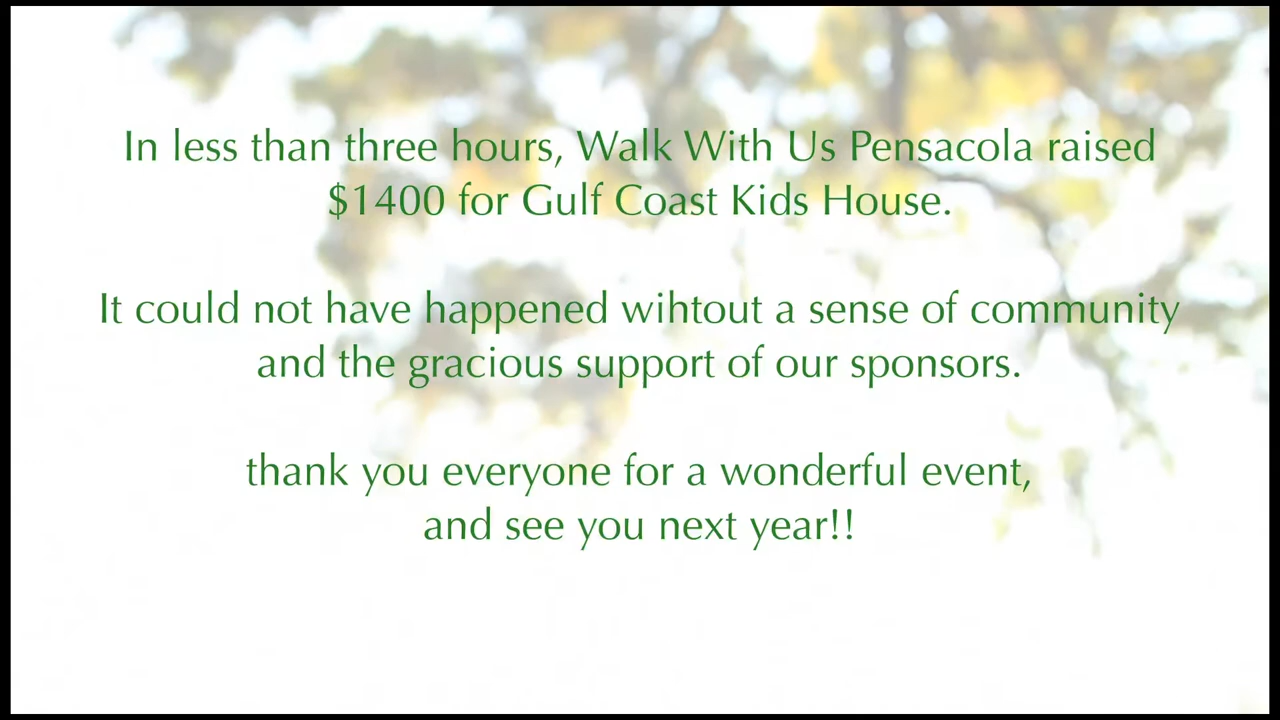 In less than three hours, Walk With Us Pensacola raised
$1400 for Gulf Coast Kids House.
It could not have happened wihtout a sense of community
and the gracious support of our sponsors.
thank you everyone for a wonderful event,
and see you next year!!